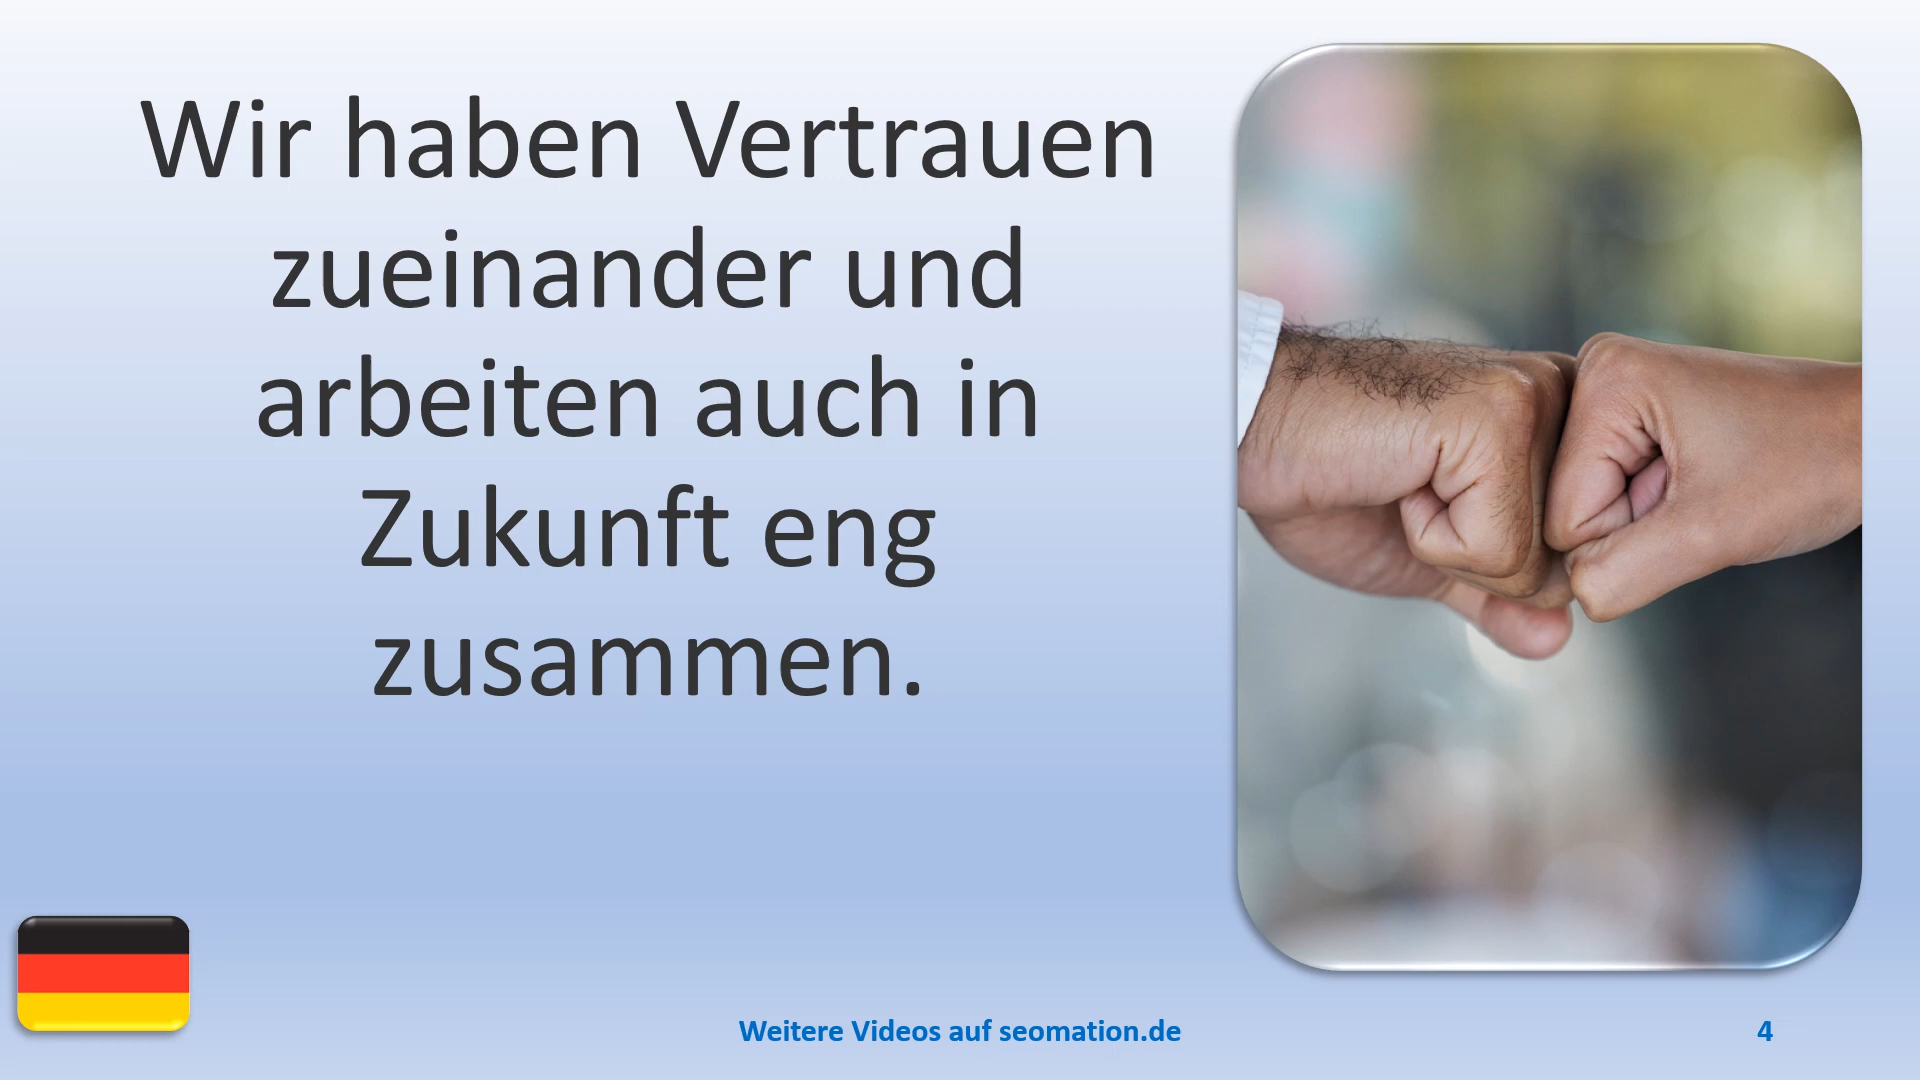 Wir haben Vertrauen
zueinander und
arbeiten auch in
Zukunft eng
zusammen.
Weitere Videos auf seomation.de
4